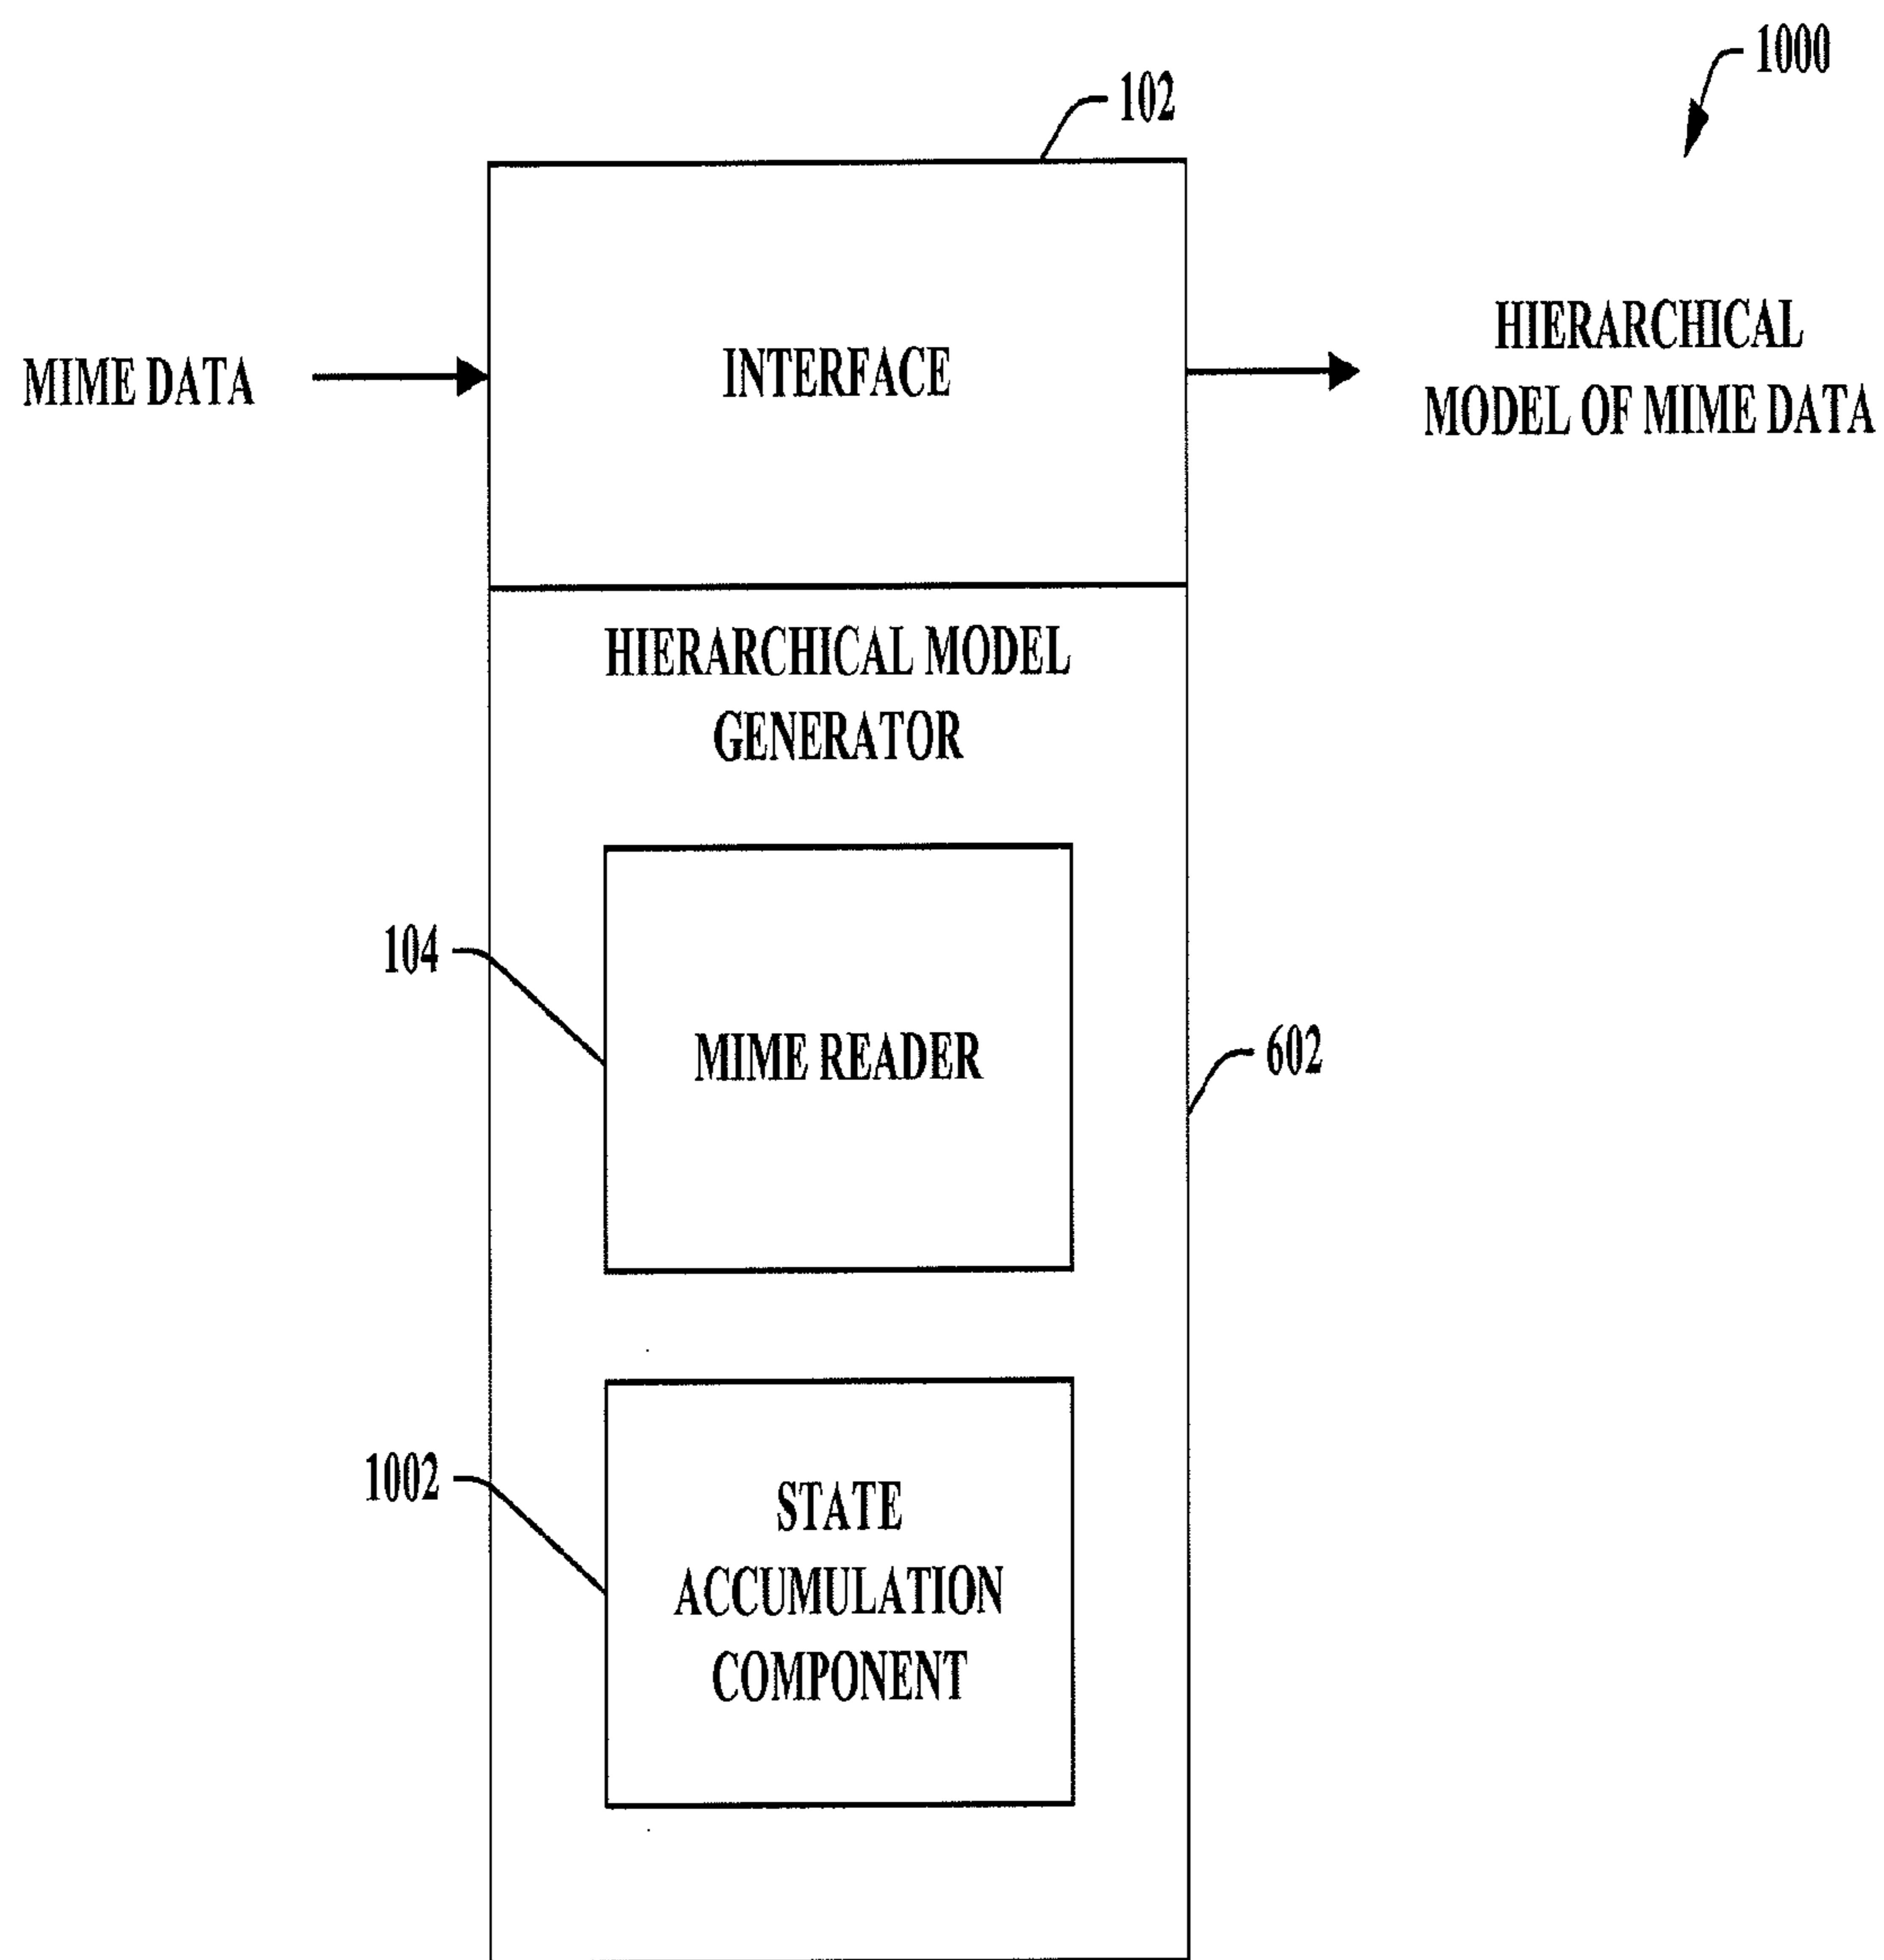 1000
102
MIME DATA
INTERFACE
HIERARCHICAL
MODEL OF MIME DATA
HIERARCHICAL MODEL
GENERATOR
104
MIME READER
602
1002
STATE
ACCUMULATION
COMPONENT